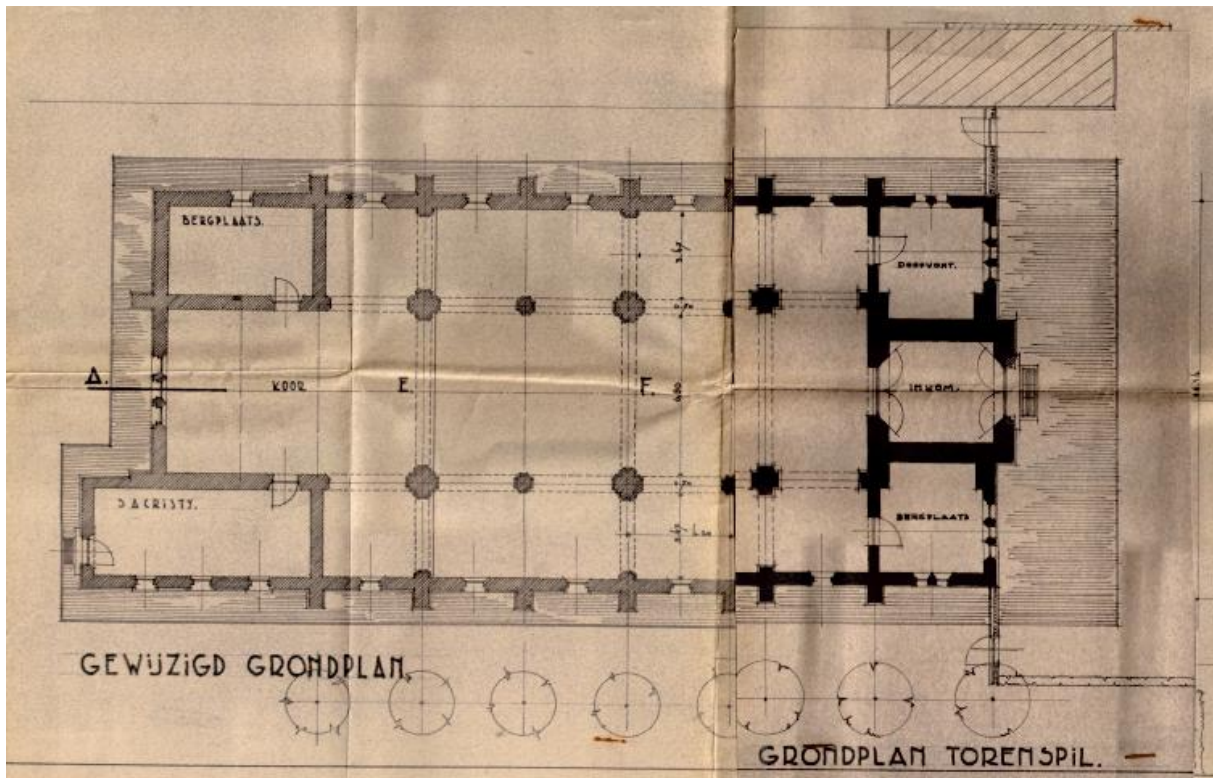 BERGPLAATS.
DOOPVONT.
A.
KOOR
E.
F.
INKOM.
SACRISTY.
BERGPLAATS
GEWIJZIGD GRONDPLAN.
GRONDPLAN TORENSPIL.